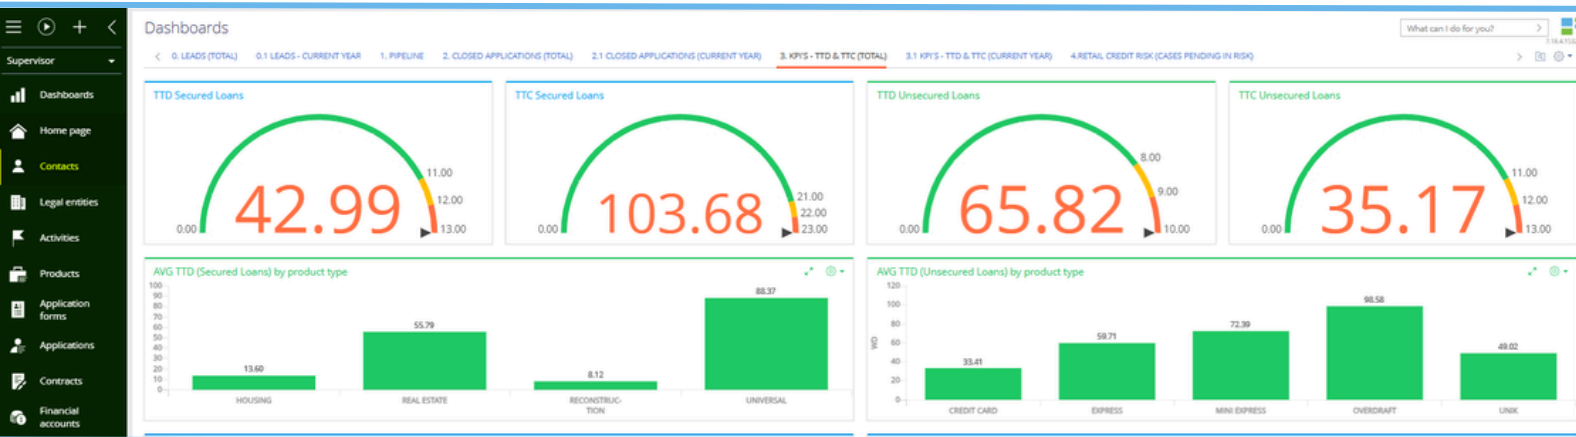 Dashboards
What can I do for you?
Supervisor
0. LEADS (TOTAL)
0.1 LEADS - CURRENT YEAR
1. PIPELINE
2. CLOSED APPLICATIONS (TOTAL)
2.1 CLOSED APPLICATIONS (CURRENT YEAR)
3. KPI'S - TTD & TTC (TOTAL)
3.1 KPI'S - TTD & TTC (CURRENT YEAR)
4.RETAIL CREDIT RISK (CASES PENDING IN RISK)
Dashboards
Home page
Contacts
Legal entities
Activities
Products
Application
forms
Applications
Contracts
Financial
accounts
TTD Secured Loans
0.00
42.99
11.00
12.00
13.00
TTC Secured Loans
0.00
103.68
21.00
22.00
23.00
TTD Unsecured Loans
0.00
65.82
8.00
9.00
10.00
TTC Unsecured Loans
0.00
35.17
11.00
12.00
13.00
AVG TTD (Secured Loans) by product type
100
90
80
70
60
50
40
30
20
10
0
13.60
55.79
8.12
88.37
HOUSING
REAL ESTATE
RECONSTRUC-
TION
UNIVERSAL
AVG TTD (Unsecured Loans) by product type
WD
120
100
80
60
40
20
0
33.41
59.71
72.39
98.58
49.02
CREDIT CARD
EXPRESS
MINI EXPRESS
OVERDRAFT
UNIK